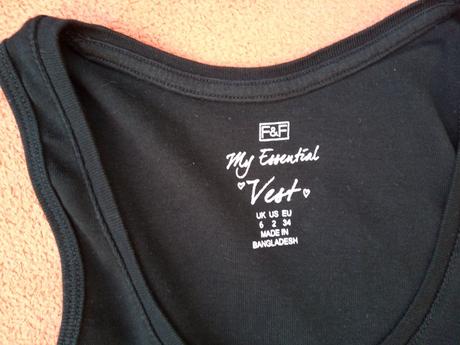 F&F
My Essential
Vest
UK US EU
6 2 34
MADE IN
BANGLADESH